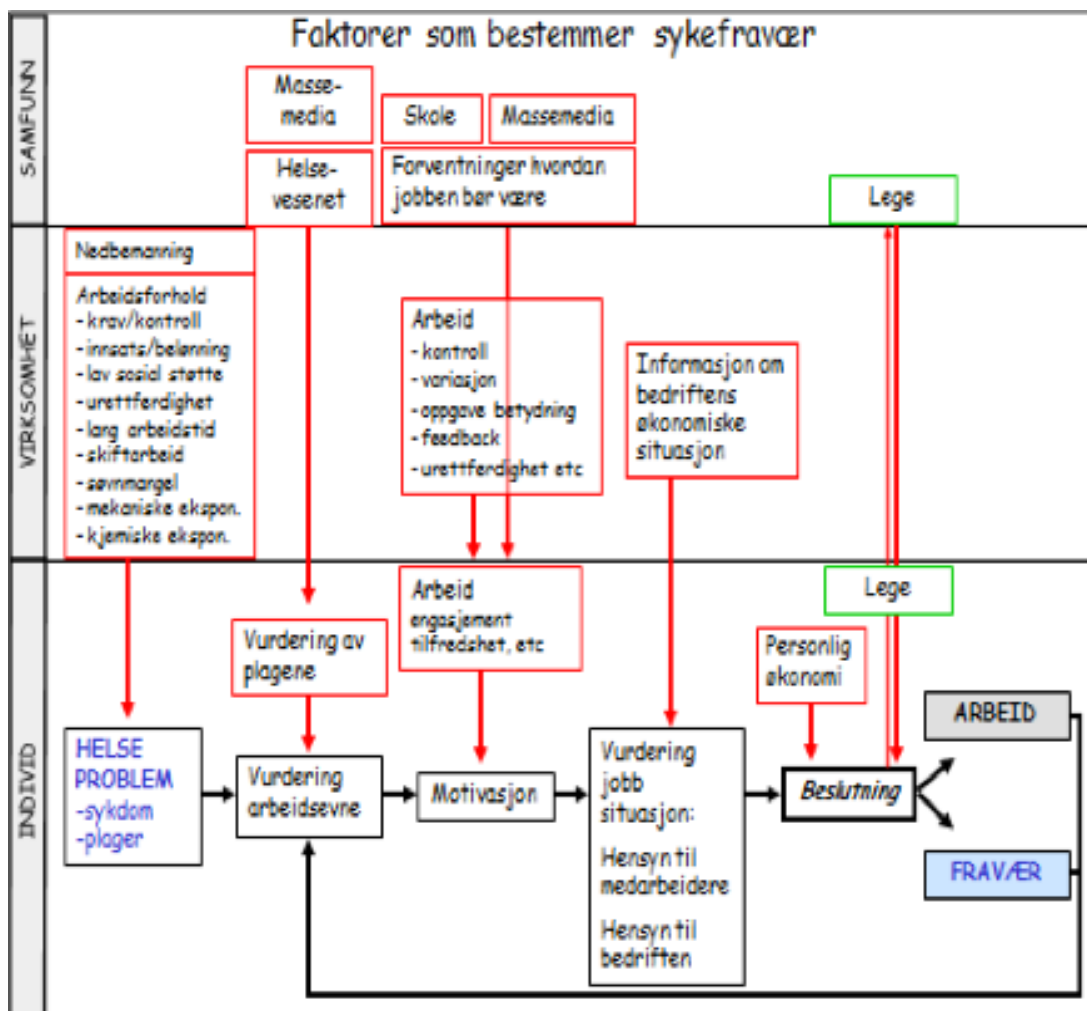 Faktorer som bestemmer sykefravær
SAMFUNN
Masse-
media
Helse-
vesenet
Skole
Massemedia
Forventninger hvordan
jobben bør være
Lege
VIRKSOMHET
Nedbemanning
Arbeidsforhold
- krav/kontroll
- innsats/belønning
- lav sosial støtte
- urettferdighet
- lang arbeidstid
- skiftarbeid
- søvnmangel
- mekaniske ekspon.
- kjemiske ekspon.
Arbeid
- kontroll
- variasjon
- oppgave betydning
- feedback
- urettferdighet etc
Informasjon om
bedriftens
økonomiske
situasjon
INDIVID
Vurdering av
plagene
Arbeid
engasjement
tilfredshet, etc
Lege
Personlig
økonomi
HELSE
PROBLEM
-sykdom
-plager
Vurdering
arbeidsevne
Motivasjon
Vurdering
jobb
situasjon:
Hensyn til
medarbeidere
Hensyn til
bedriften
Beslutning
ARBEID
FRAVÆR